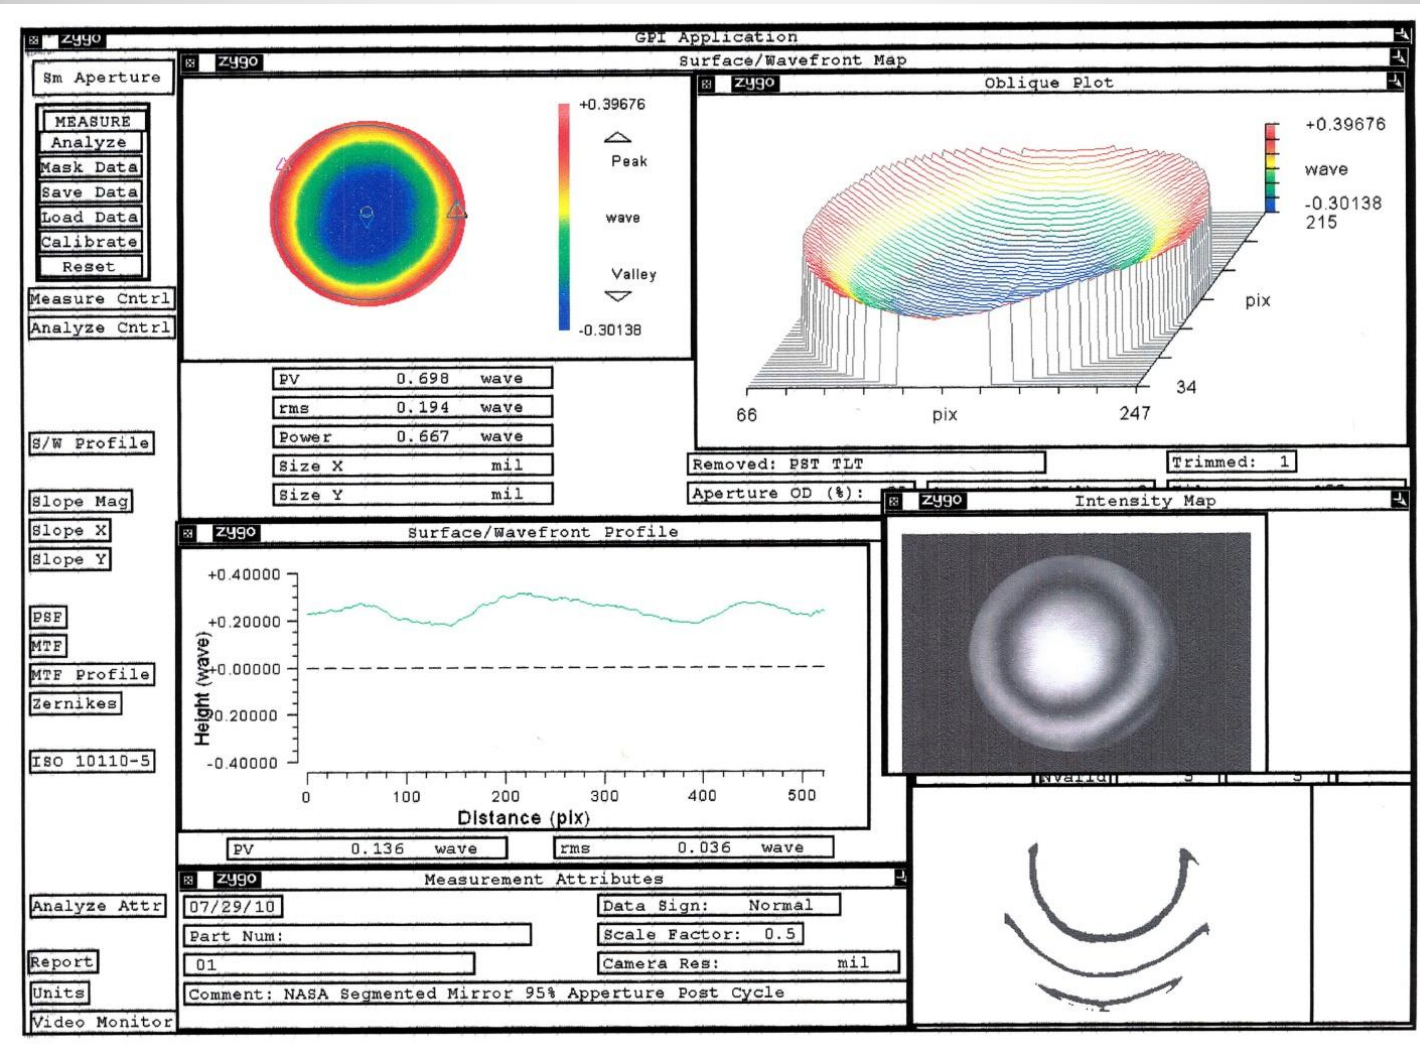 zygo
GPI Application
Sm Aperture
MEASURE
Analyze
Mask Data
Save Data
Load Data
Calibrate
Reset
Measure Cntrl
Analyze Cntrl
S/W Profile
Slope Mag
Slope X
Slope Y
PSF
MTF
MTF Profile
Zernikes
ISO 10110-5
Analyze Attr
Report
Units
Video Monitor
zygo
Surface/Wavefront Map
+0.39676
Peak
wave
Valley
-0.30138
PV 0.698 wave
rms 0.194 wave
Power 0.667 wave
Size X mil
Size Y mil
zygo
Oblique Plot
+0.39676
wave
-0.30138
215
pix
34
66
pix
247
Removed: PST TLT
Trimmed: 1
Aperture OD (%):
zygo
Surface/Wavefront Profile
+0.40000
+0.20000
+0.00000
-0.40000
Height (wave)
0
100
200
300
400
500
Distance (pix)
PV 0.136 wave
rms 0.036 wave
zygo
Intensity Map
zygo
Measurement Attributes
07/29/10
Data Sign: Normal
Part Num:
Scale Factor: 0.5
01
Camera Res: mil
Comment: NASA Segmented Mirror 95% Apperture Post Cycle